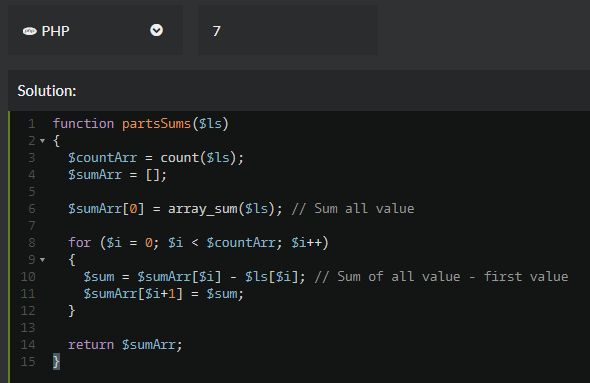 php PHP 7
Solution:
1 function partsSums($ls)
2 {
3   $countArr = count($ls);
4   $sumArr = [];
5
6   $sumArr[0] = array_sum($ls); // Sum all value
7
8   for ($i = 0; $i < $countArr; $i++)
9   {
10     $sum = $sumArr[$i] - $ls[$i]; // Sum of all value - first value
11     $sumArr[$i+1] = $sum;
12   }
13
14   return $sumArr;
15 }